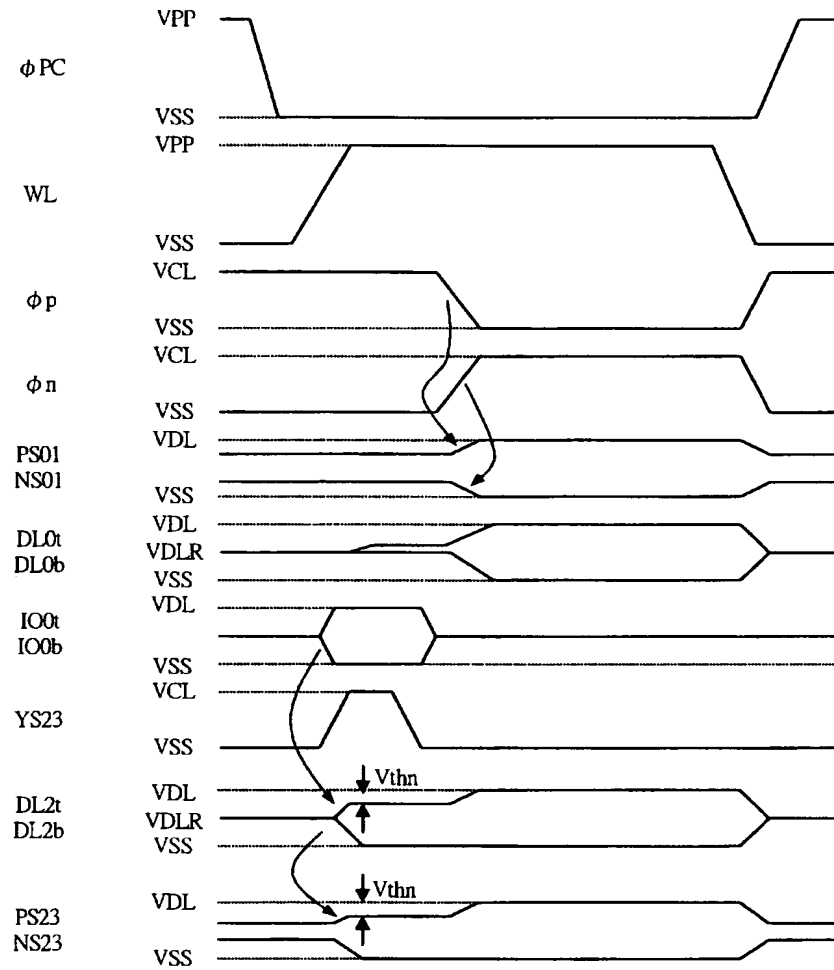 VPP
φPC
VSS
VPP
WL
VSS
VCL
φp
VSS
VCL
φn
VSS
VDL
PS01
NS01
VSS
VDL
DL0t
VDLR
DL0b
VSS
VDL
IO0t
IO0b
VSS
VCL
YS23
VSS
Vthn
VDL
DL2t
VDLR
DL2b
VSS
Vthn
VDL
PS23
NS23
VSS